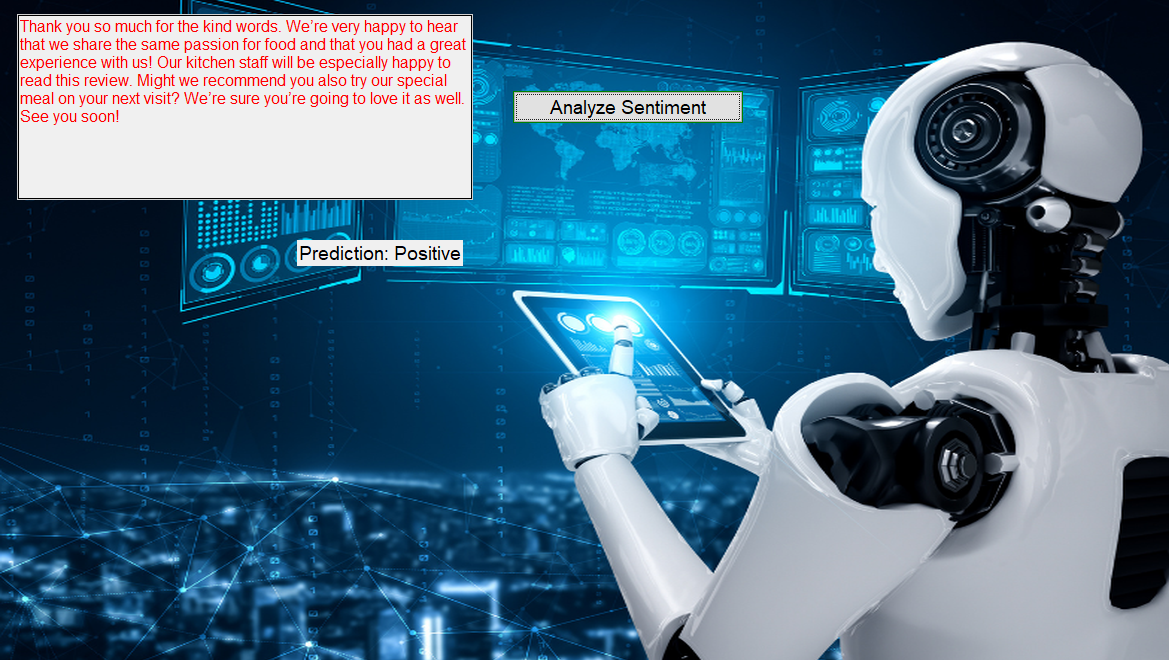 Thank you so much for the kind words. We’re very happy to hear
that we share the same passion for food and that you had a great
experience with us! Our kitchen staff will be especially happy to
read this review. Might we recommend you also try our special
meal on your next visit? We’re sure you’re going to love it as well.
See you soon!
Analyze Sentiment
Prediction: Positive